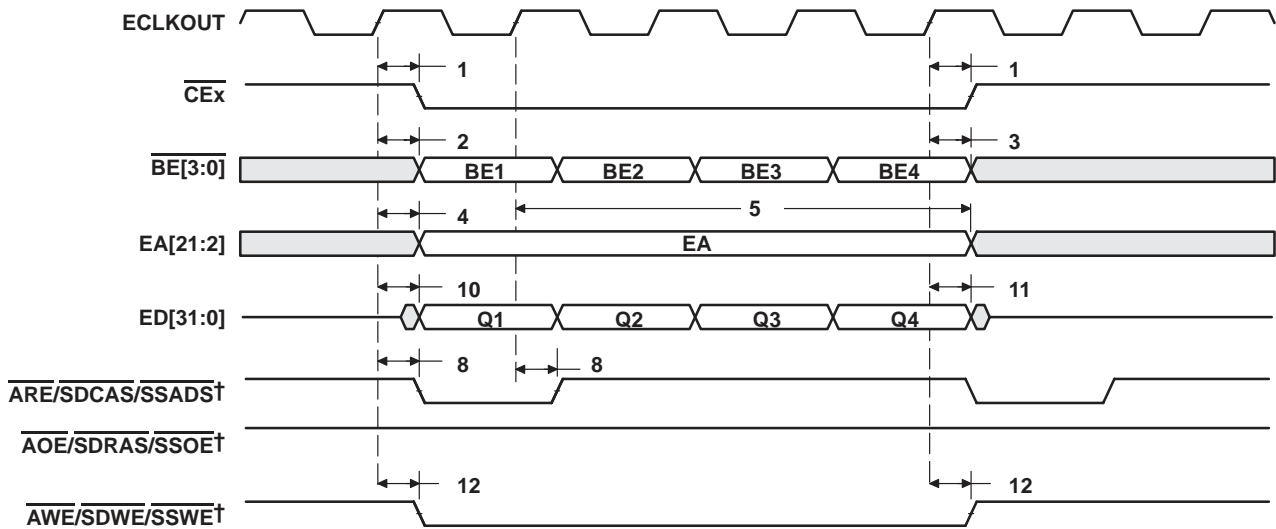 ECLKOUT
1 1
CEx
2 3
BE[3:0] BE1 BE2 BE3 BE4
4 5
EA[21:2] EA
10 11
ED[31:0] Q1 Q2 Q3 Q4
8 8
ARE/SDCAS/SSADS†
AOE/SDRAS/SSOE†
12 12
AWE/SDWE/SSWE†